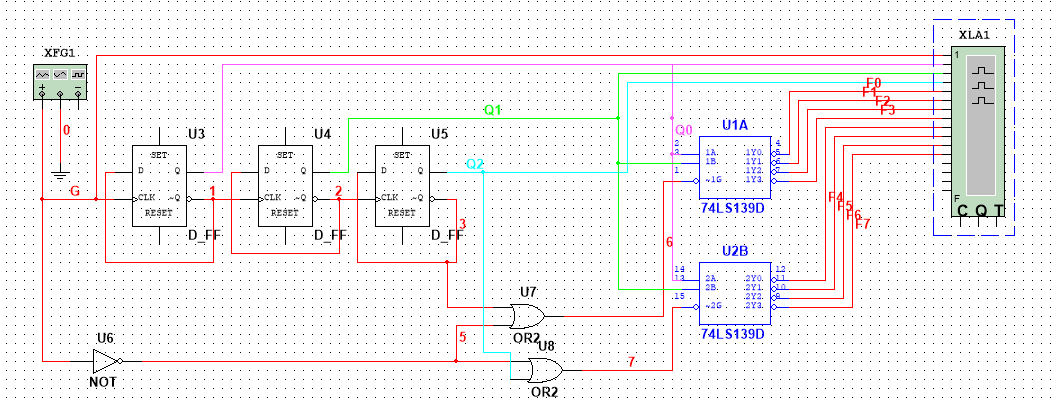 XLA1
XFG1
1
F0
F1
F2
F3
Q1
0
U3
U4
U5
U1A
Q0
SET
D Q
CLK ~Q
RESET
D_FF
SET
D Q
CLK ~Q
RESET
D_FF
SET
D Q
CLK ~Q
RESET
D_FF
Q2
G
1
2
3
2
3
1
1A
1B
~1G
1Y0
1Y1
1Y2
1Y3
4
5
6
7
74LS139D
F
C Q T
F4
F5
F6
F7
6
U2B
14
13
15
2A
2B
~2G
2Y0
2Y1
2Y2
2Y3
12
11
10
9
74LS139D
U7
OR2
5
U6
NOT
U8
7
OR2